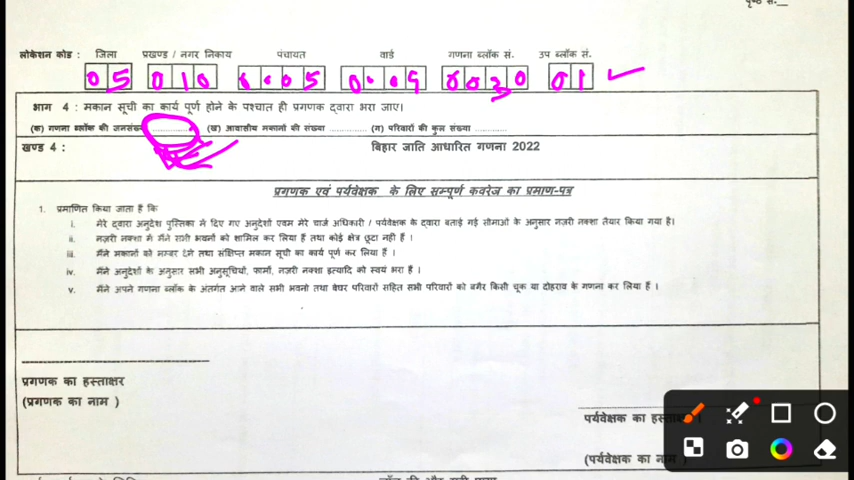 पृष्ठ सं.
लोकेशन कोड : जिला प्रखण्ड / नगर निकाय पंचायत वार्ड गणना ब्लॉक सं. उप ब्लॉक सं.
05 010 0005 01
भाग 4 : मकान सूची का कार्य पूर्ण होने के पश्चात ही प्रगणक द्वारा भरा जाए।
(क) गणना ब्लॉक की जनसंख्या (ख) आवासीय मकानों की संख्या ............... (ग) परिवारों की कुल संख्या .............
खण्ड 4 : बिहार जाति आधारित गणना 2022
प्रगणक एवं पर्यवेक्षक के लिए सम्पूर्ण कवरेज का प्रमाण-पत्र
1. प्रमाणित किया जाता है कि
i. मेरे द्वारा अनुदेश पुस्तिका में दिए गए अनुदेशों एवम मेरे चार्ज अधिकारी / पर्यवेक्षक के द्वारा बताई गई सीमाओं के अनुसार नज़री नक्शा तैयार किया गया है।
ii. नज़री नक्शा में मैंने सभी भवनों को शामिल कर लिया हैं तथा कोई क्षेत्र छूटा नहीं हैं ।
iii. मैंने मकानों को नम्बर देने तथा संक्षिप्त मकान सूची का कार्य पूर्ण कर लिया हैं ।
iv. मैंने अनुदेशों के अनुसार सभी अनुसूचियों, फार्मों, नज़री नक्शा इत्यादि को स्वयं भरा हैं ।
v. मैंने अपने गणना ब्लॉक के अंतर्गत आने वाले सभी भवनो तथा बेघर परिवारों सहित सभी परिवारों को बगैर किसी चूक या दोहराव के गणना कर लिया हैं ।
प्रगणक का हस्ताक्षर
(प्रगणक का नाम )
पर्यवेक्षक का
(पर्यवेक्षक का